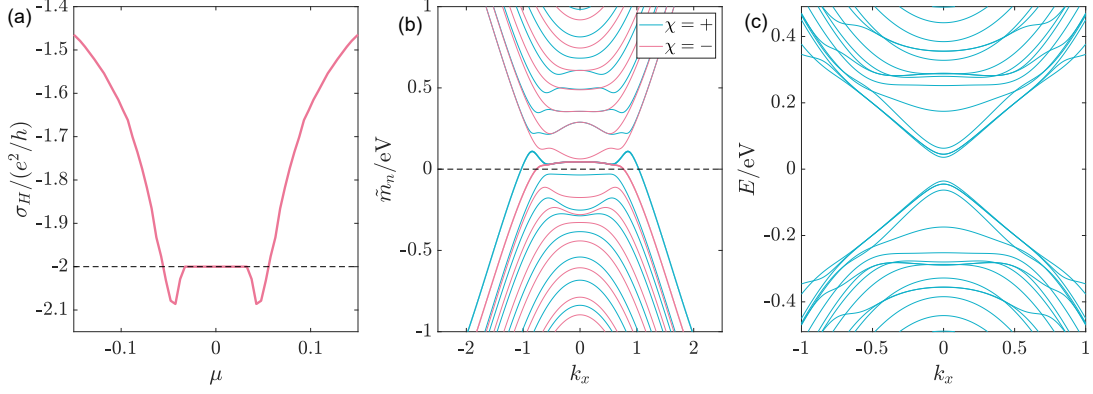 (a)
-1.4
-1.5
-1.6
-1.7
-1.8
-1.9
-2
-2.1
σ_H/(e²/h)
-0.1
0
0.1
μ
(b)
1
0.5
0
-0.5
-1
m̃_n/eV
χ = +
χ = −
-2
-1
0
1
2
k_x
(c)
0.4
0.2
0
-0.2
-0.4
E/eV
-1
-0.5
0
0.5
1
k_x